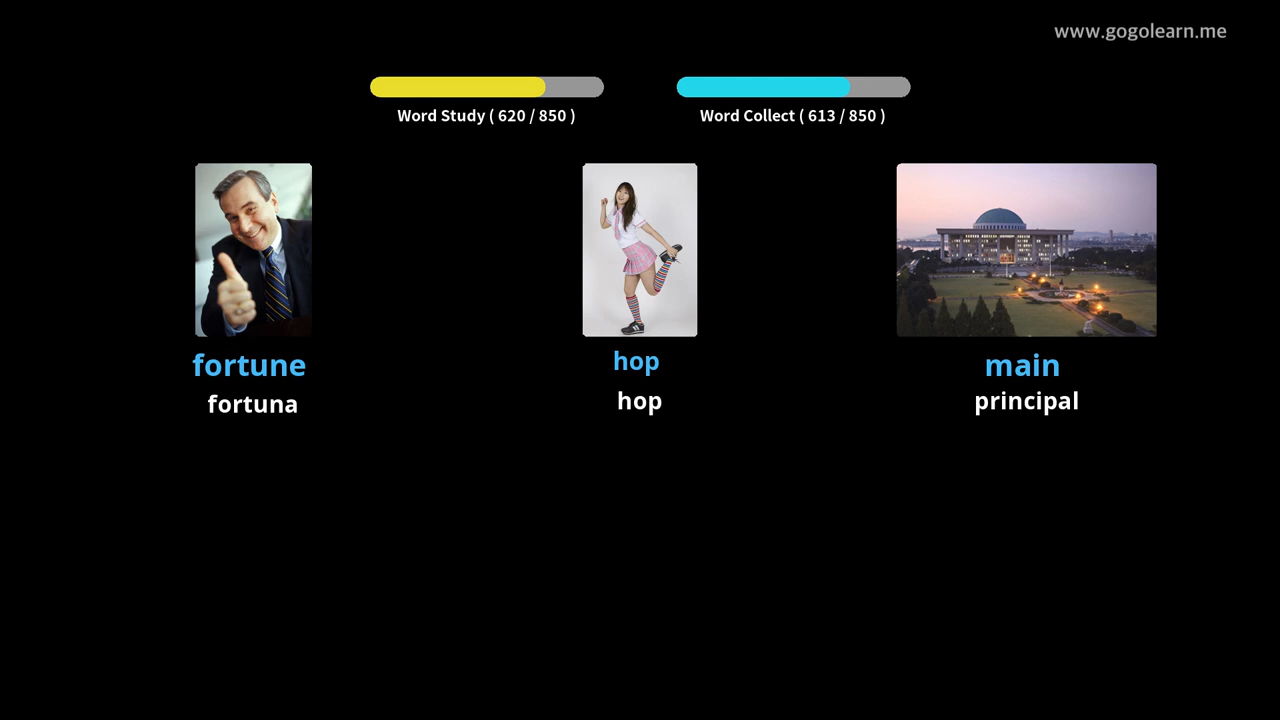 www.gogolearn.me
Word Study ( 620 / 850 )
Word Collect ( 613 / 850 )
fortune
fortuna
hop
hop
main
principal